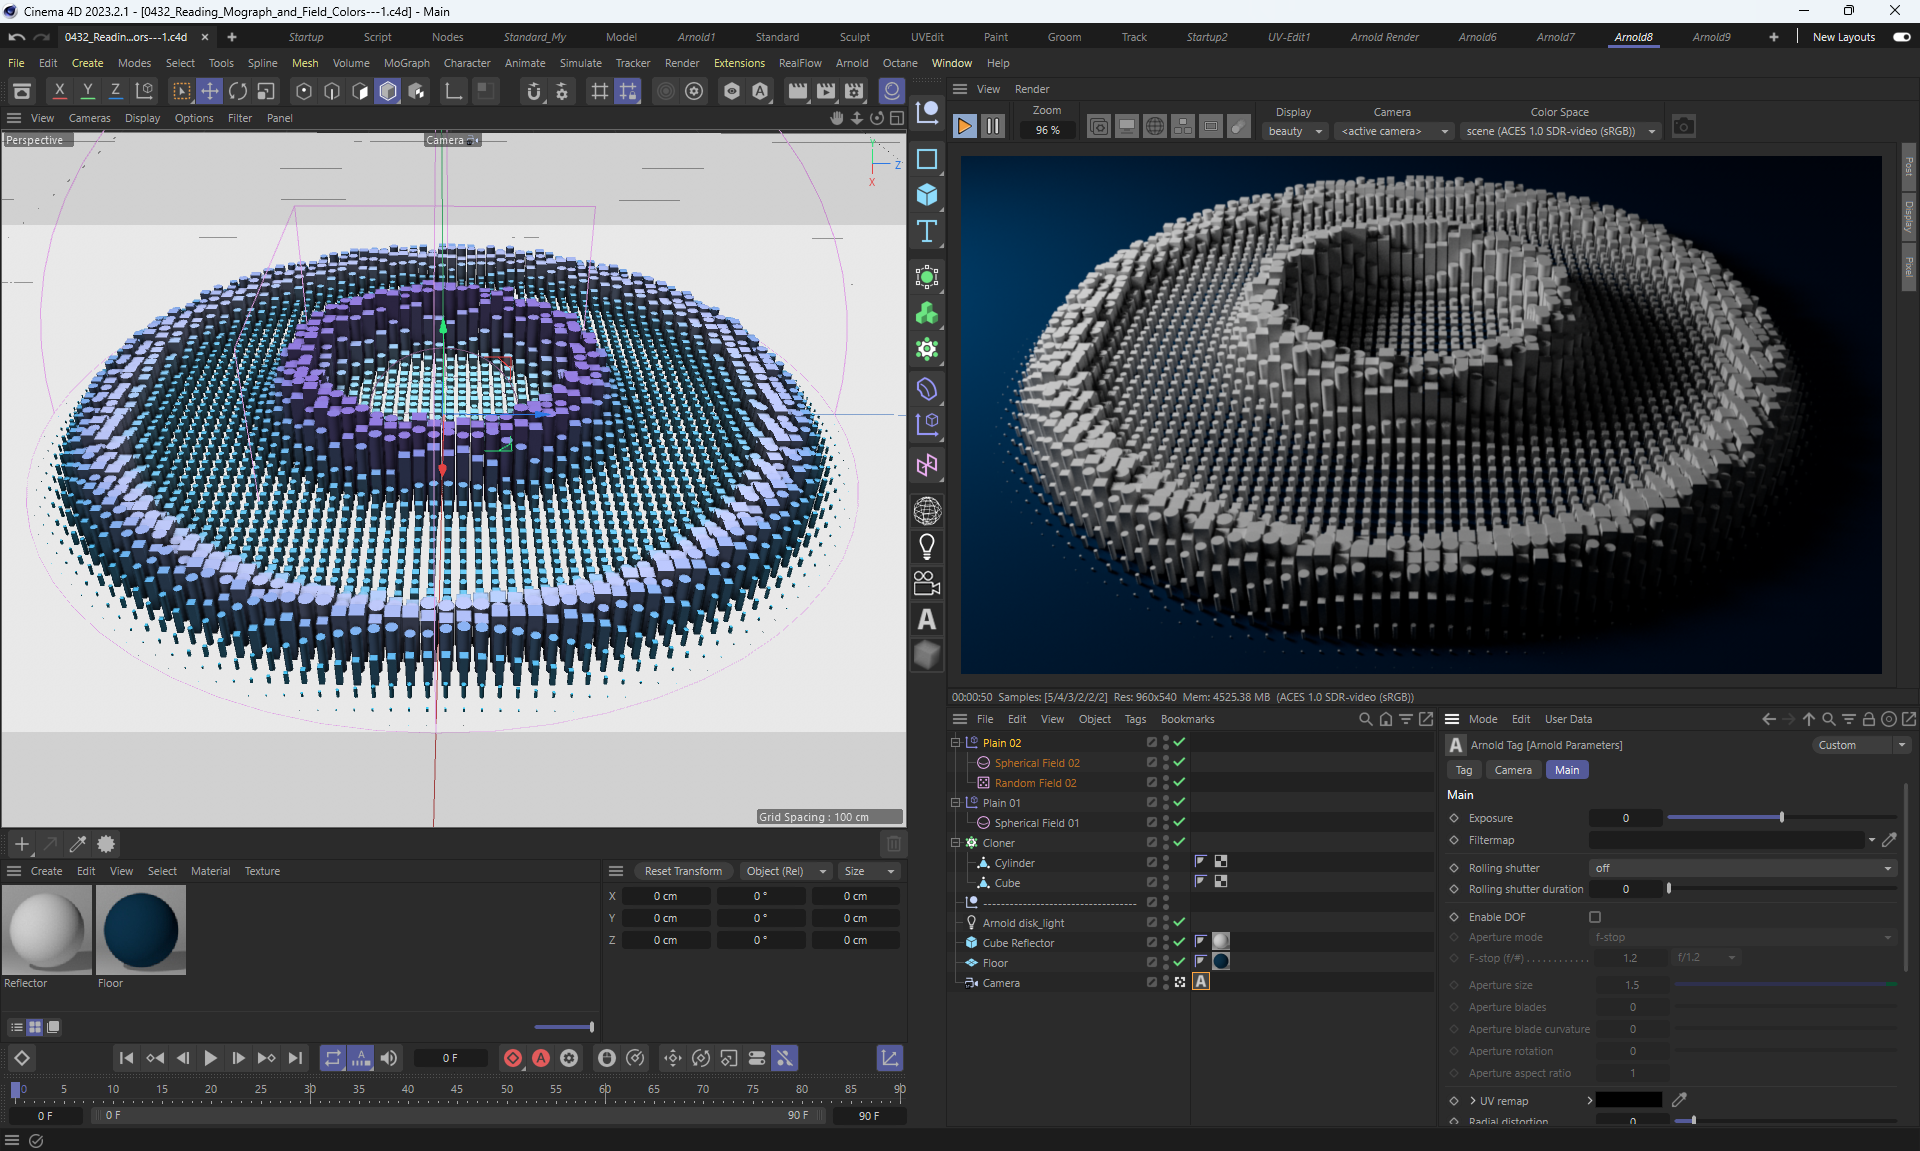 Cinema 4D 2023.2.1 - [0432_Reading_Mograph_and_Field_Colors---1.c4d] - Main
0432_Readin...ors---1.c4d
Startup
Script
Nodes
Standard_My
Model
Arnold1
Standard
Sculpt
UVEdit
Paint
Groom
Track
Startup2
UV-Edit1
Arnold Render
Arnold6
Arnold7
Arnold8
Arnold9
New Layouts
File Edit Create Modes Select Tools Spline Mesh Volume MoGraph Character Animate Simulate Tracker Render Extensions RealFlow Arnold Octane Window Help
X Y Z
View Cameras Display Options Filter Panel
Perspective
Camera
Y
Z
X
Grid Spacing : 100 cm
View Render
Zoom
96 %
Display
beauty
Camera
<active camera>
Color Space
scene (ACES 1.0 SDR-video (sRGB))
Post
Display
Pixel
00:00:50 Samples: [5/4/3/2/2/2] Res: 960x540 Mem: 4525.38 MB (ACES 1.0 SDR-video (sRGB))
File Edit View Object Tags Bookmarks
Plain 02
Spherical Field 02
Random Field 02
Plain 01
Spherical Field 01
Cloner
Cylinder
Cube
------------------------------------
Arnold disk_light
Cube Reflector
Floor
Camera
Mode Edit User Data
Arnold Tag [Arnold Parameters]
Custom
Tag Camera Main
Main
Exposure 0
Filtermap
Rolling shutter off
Rolling shutter duration 0
Enable DOF
Aperture mode f-stop
F-stop (f/#) . . . . . . . . . . . . 1.2 f/1.2
Aperture size 1.5
Aperture blades 0
Aperture blade curvature 0
Aperture rotation 0
Aperture aspect ratio 1
UV remap
Radial distortion 0
Create Edit View Select Material Texture
Reflector
Floor
Reset Transform
Object (Rel)
Size
X 0 cm 0 ° 0 cm
Y 0 cm 0 ° 0 cm
Z 0 cm 0 ° 0 cm
0 F
0 5 10 15 20 25 30 35 40 45 50 55 60 65 70 75 80 85 90
0 F
0 F
90 F
90 F